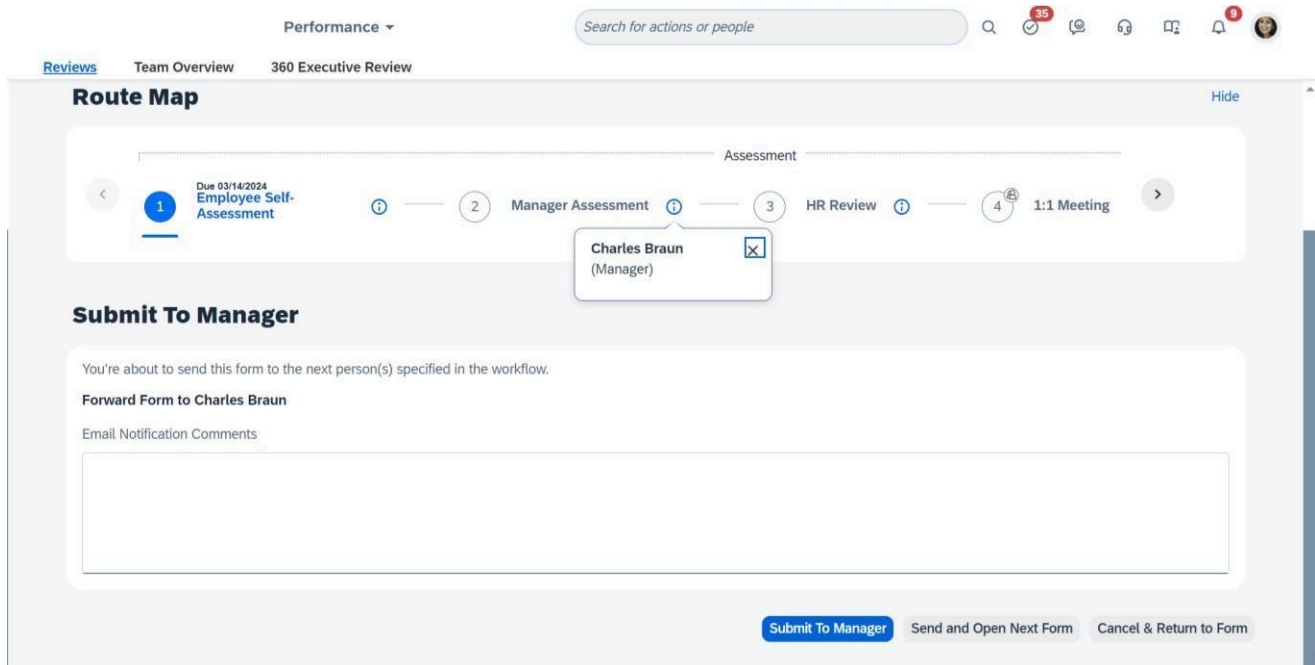 Performance
Search for actions or people
35
9
Reviews
Team Overview
360 Executive Review
Route Map
Hide
Assessment
1
Due 03/14/2024
Employee Self-
Assessment
2
Manager Assessment
3
HR Review
4
1:1 Meeting
Charles Braun
(Manager)
Submit To Manager
You're about to send this form to the next person(s) specified in the workflow.
Forward Form to Charles Braun
Email Notification Comments
Submit To Manager
Send and Open Next Form
Cancel & Return to Form